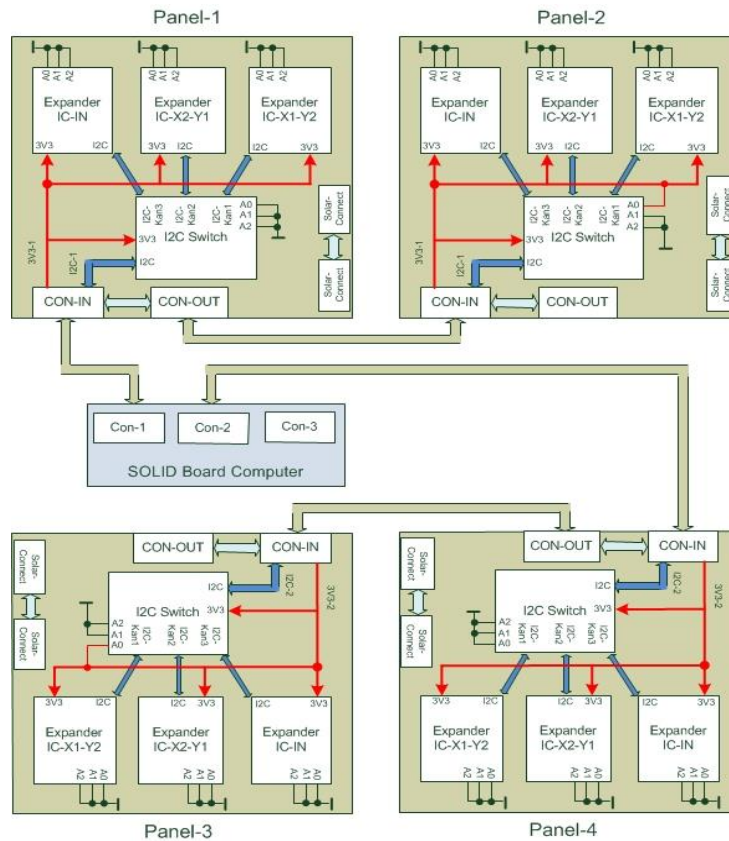 Panel-1
A0
A1
A2
A0
A1
A2
A0
A1
A2
Expander
IC-IN
Expander
IC-X2-Y1
Expander
IC-X1-Y2
3V3
I2C
3V3
I2C
I2C
3V3
I2C-
Kan3
I2C-
Kan2
I2C-
Kan1
A0
A1
A2
3V3
I2C Switch
I2C
3V3-1
I2C-1
Solar-
Connect
Solar-
Connect
CON-IN
CON-OUT
Panel-2
A0
A1
A2
A0
A1
A2
A0
A1
A2
Expander
IC-IN
Expander
IC-X2-Y1
Expander
IC-X1-Y2
3V3
I2C
3V3
I2C
I2C
3V3
I2C-
Kan3
I2C-
Kan2
I2C-
Kan1
A0
A1
A2
3V3
I2C Switch
I2C
3V3-1
I2C-1
Solar-
Connect
Solar-
Connect
CON-IN
CON-OUT
Con-1
Con-2
Con-3
SOLID Board Computer
CON-OUT
CON-IN
Solar-
Connect
Solar-
Connect
I2C
I2C-2
3V3-2
I2C Switch
3V3
A2
A1
A0
I2C-
Kan1
I2C-
Kan2
I2C-
Kan3
3V3
I2C
I2C
3V3
I2C
3V3
Expander
IC-X1-Y2
Expander
IC-X2-Y1
Expander
IC-IN
A2
A1
A0
A2
A1
A0
A2
A1
A0
Panel-3
CON-OUT
CON-IN
Solar-
Connect
Solar-
Connect
I2C
I2C-2
3V3-2
I2C Switch
3V3
A2
A1
A0
I2C-
Kan1
I2C-
Kan2
I2C-
Kan3
3V3
I2C
I2C
3V3
I2C
3V3
Expander
IC-X1-Y2
Expander
IC-X2-Y1
Expander
IC-IN
A2
A1
A0
A2
A1
A0
A2
A1
A0
Panel-4